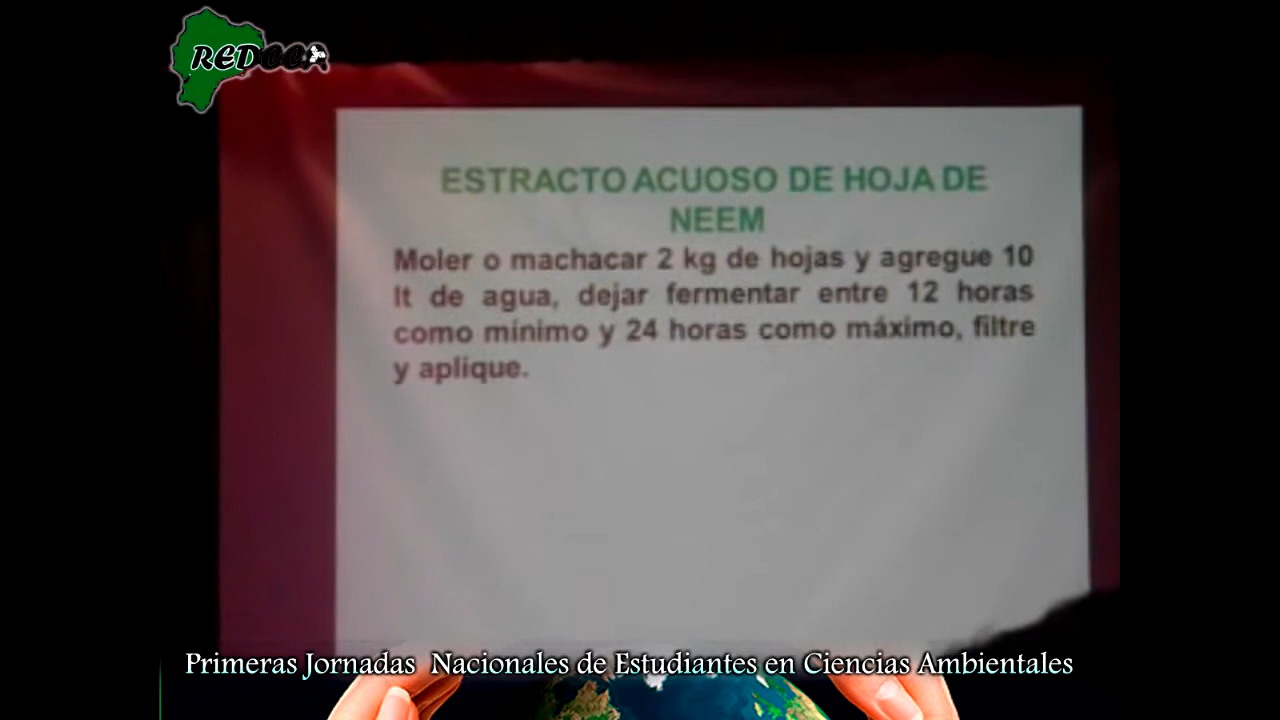 REDCCA
ESTRACTO ACUOSO DE HOJA DE
NEEM
Moler o machacar 2 kg de hojas y agregue 10
lt de agua, dejar fermentar entre 12 horas
como mínimo y 24 horas como máximo, filtre
y aplique.
Primeras Jornadas Nacionales de Estudiantes en Ciencias Ambientales